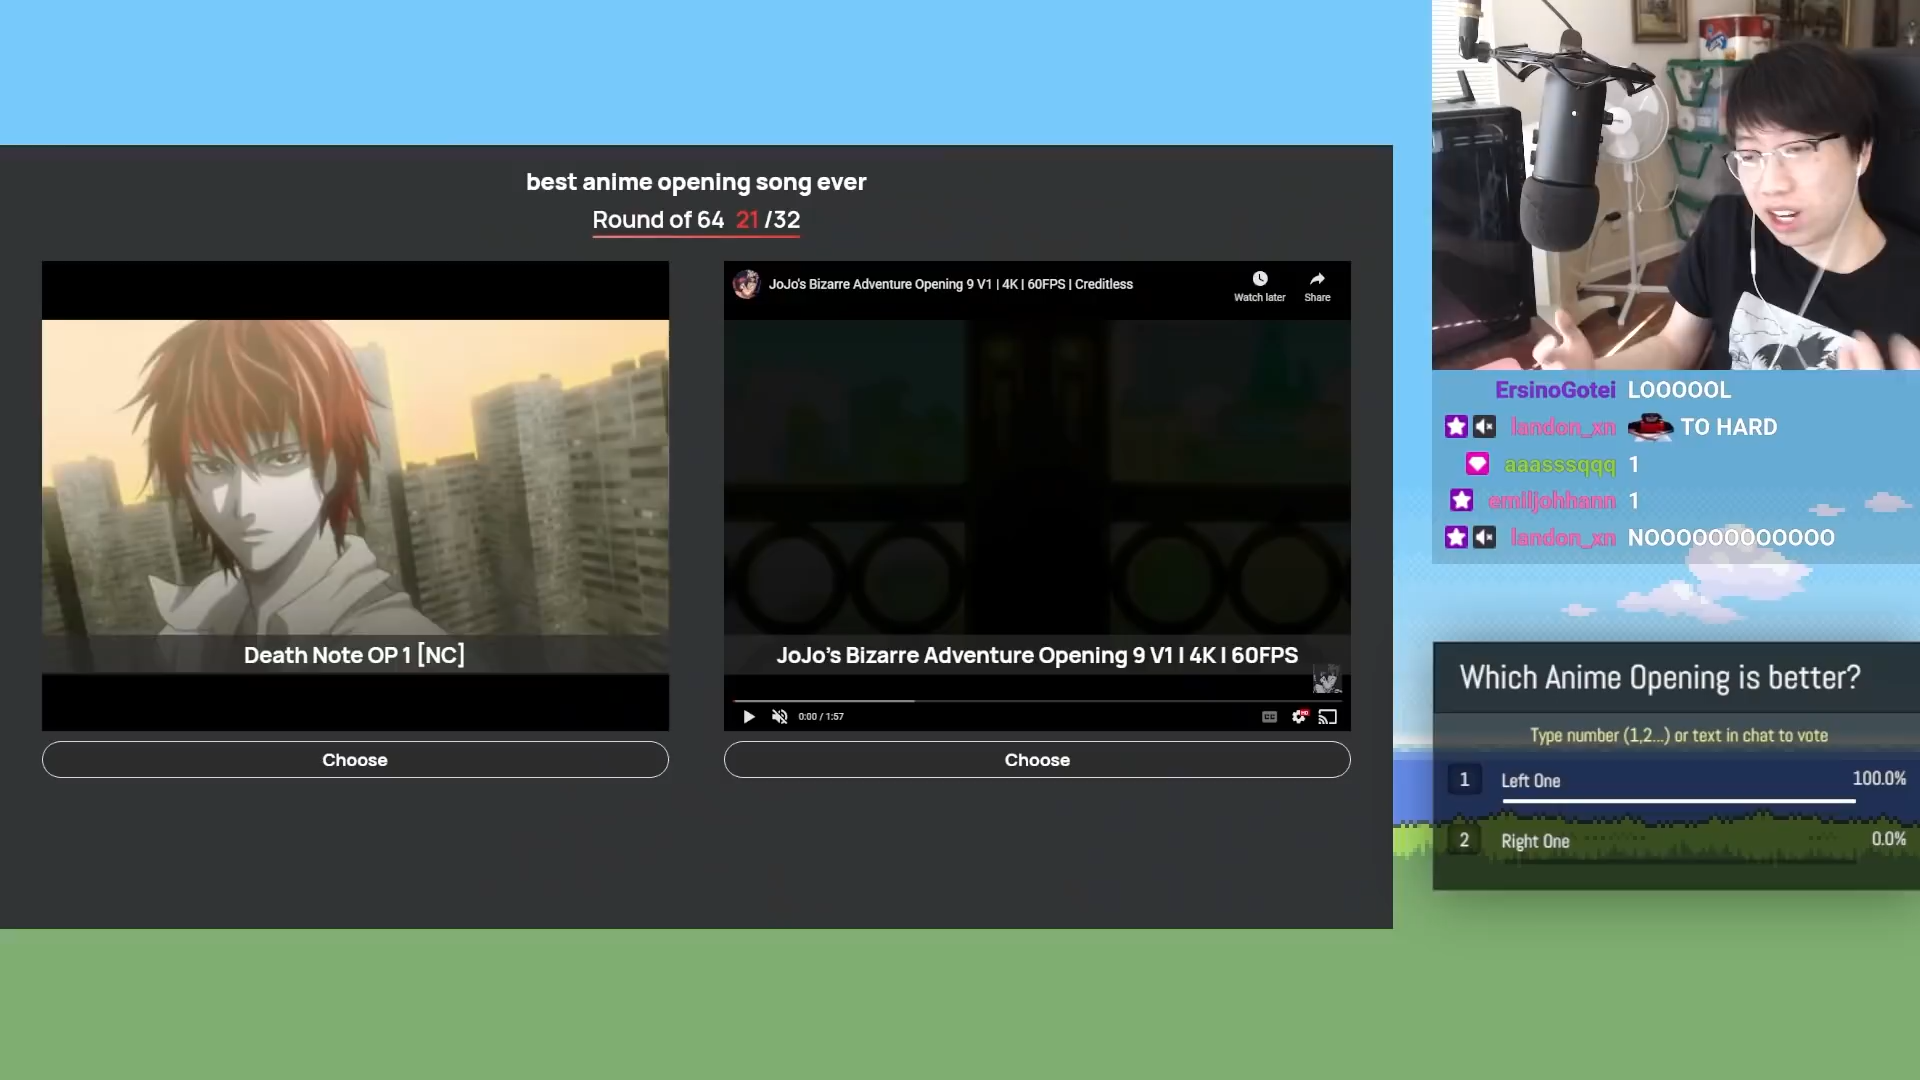 best anime opening song ever
Round of 64 21 /32
JoJo's Bizarre Adventure Opening 9 V1 | 4K | 60FPS | Creditless
Watch later
Share
Death Note OP 1 [NC]
JoJo's Bizarre Adventure Opening 9 V1 | 4K | 60FPS
0:00 / 1:57
CC
HD
Choose
Choose
ErsinoGotei LOOOOOL
landon_xn TO HARD
aaasssqqq 1
emiljohhann 1
landon_xn NOOOOOOOOOOOO
Which Anime Opening is better?
Type number (1,2...) or text in chat to vote
1 Left One 100.0%
2 Right One 0.0%